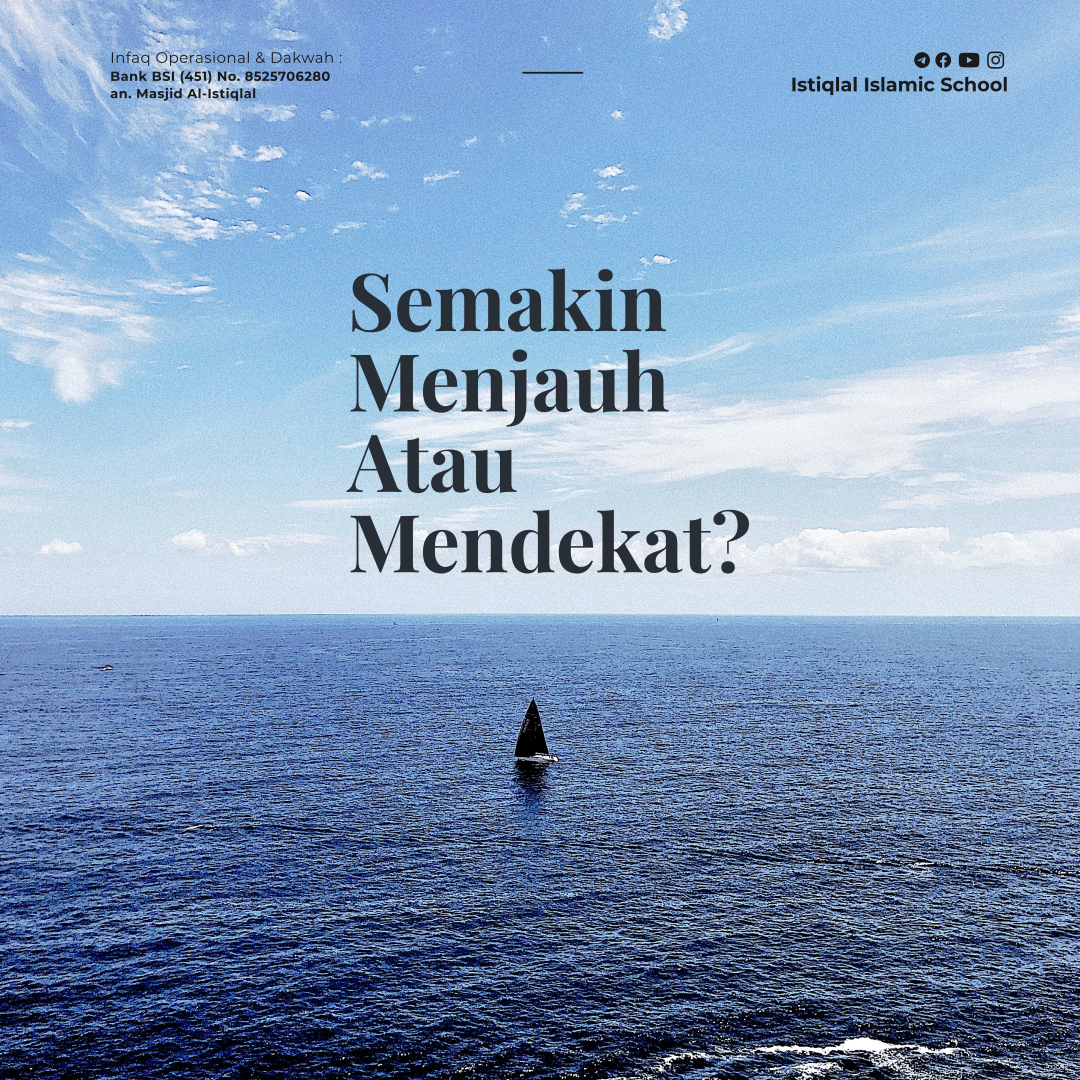 Infaq Operasional & Dakwah :
Bank BSI (451) No. 8525706280
an. Masjid Al-Istiqlal
Istiqlal Islamic School
Semakin
Menjauh
Atau
Mendekat?